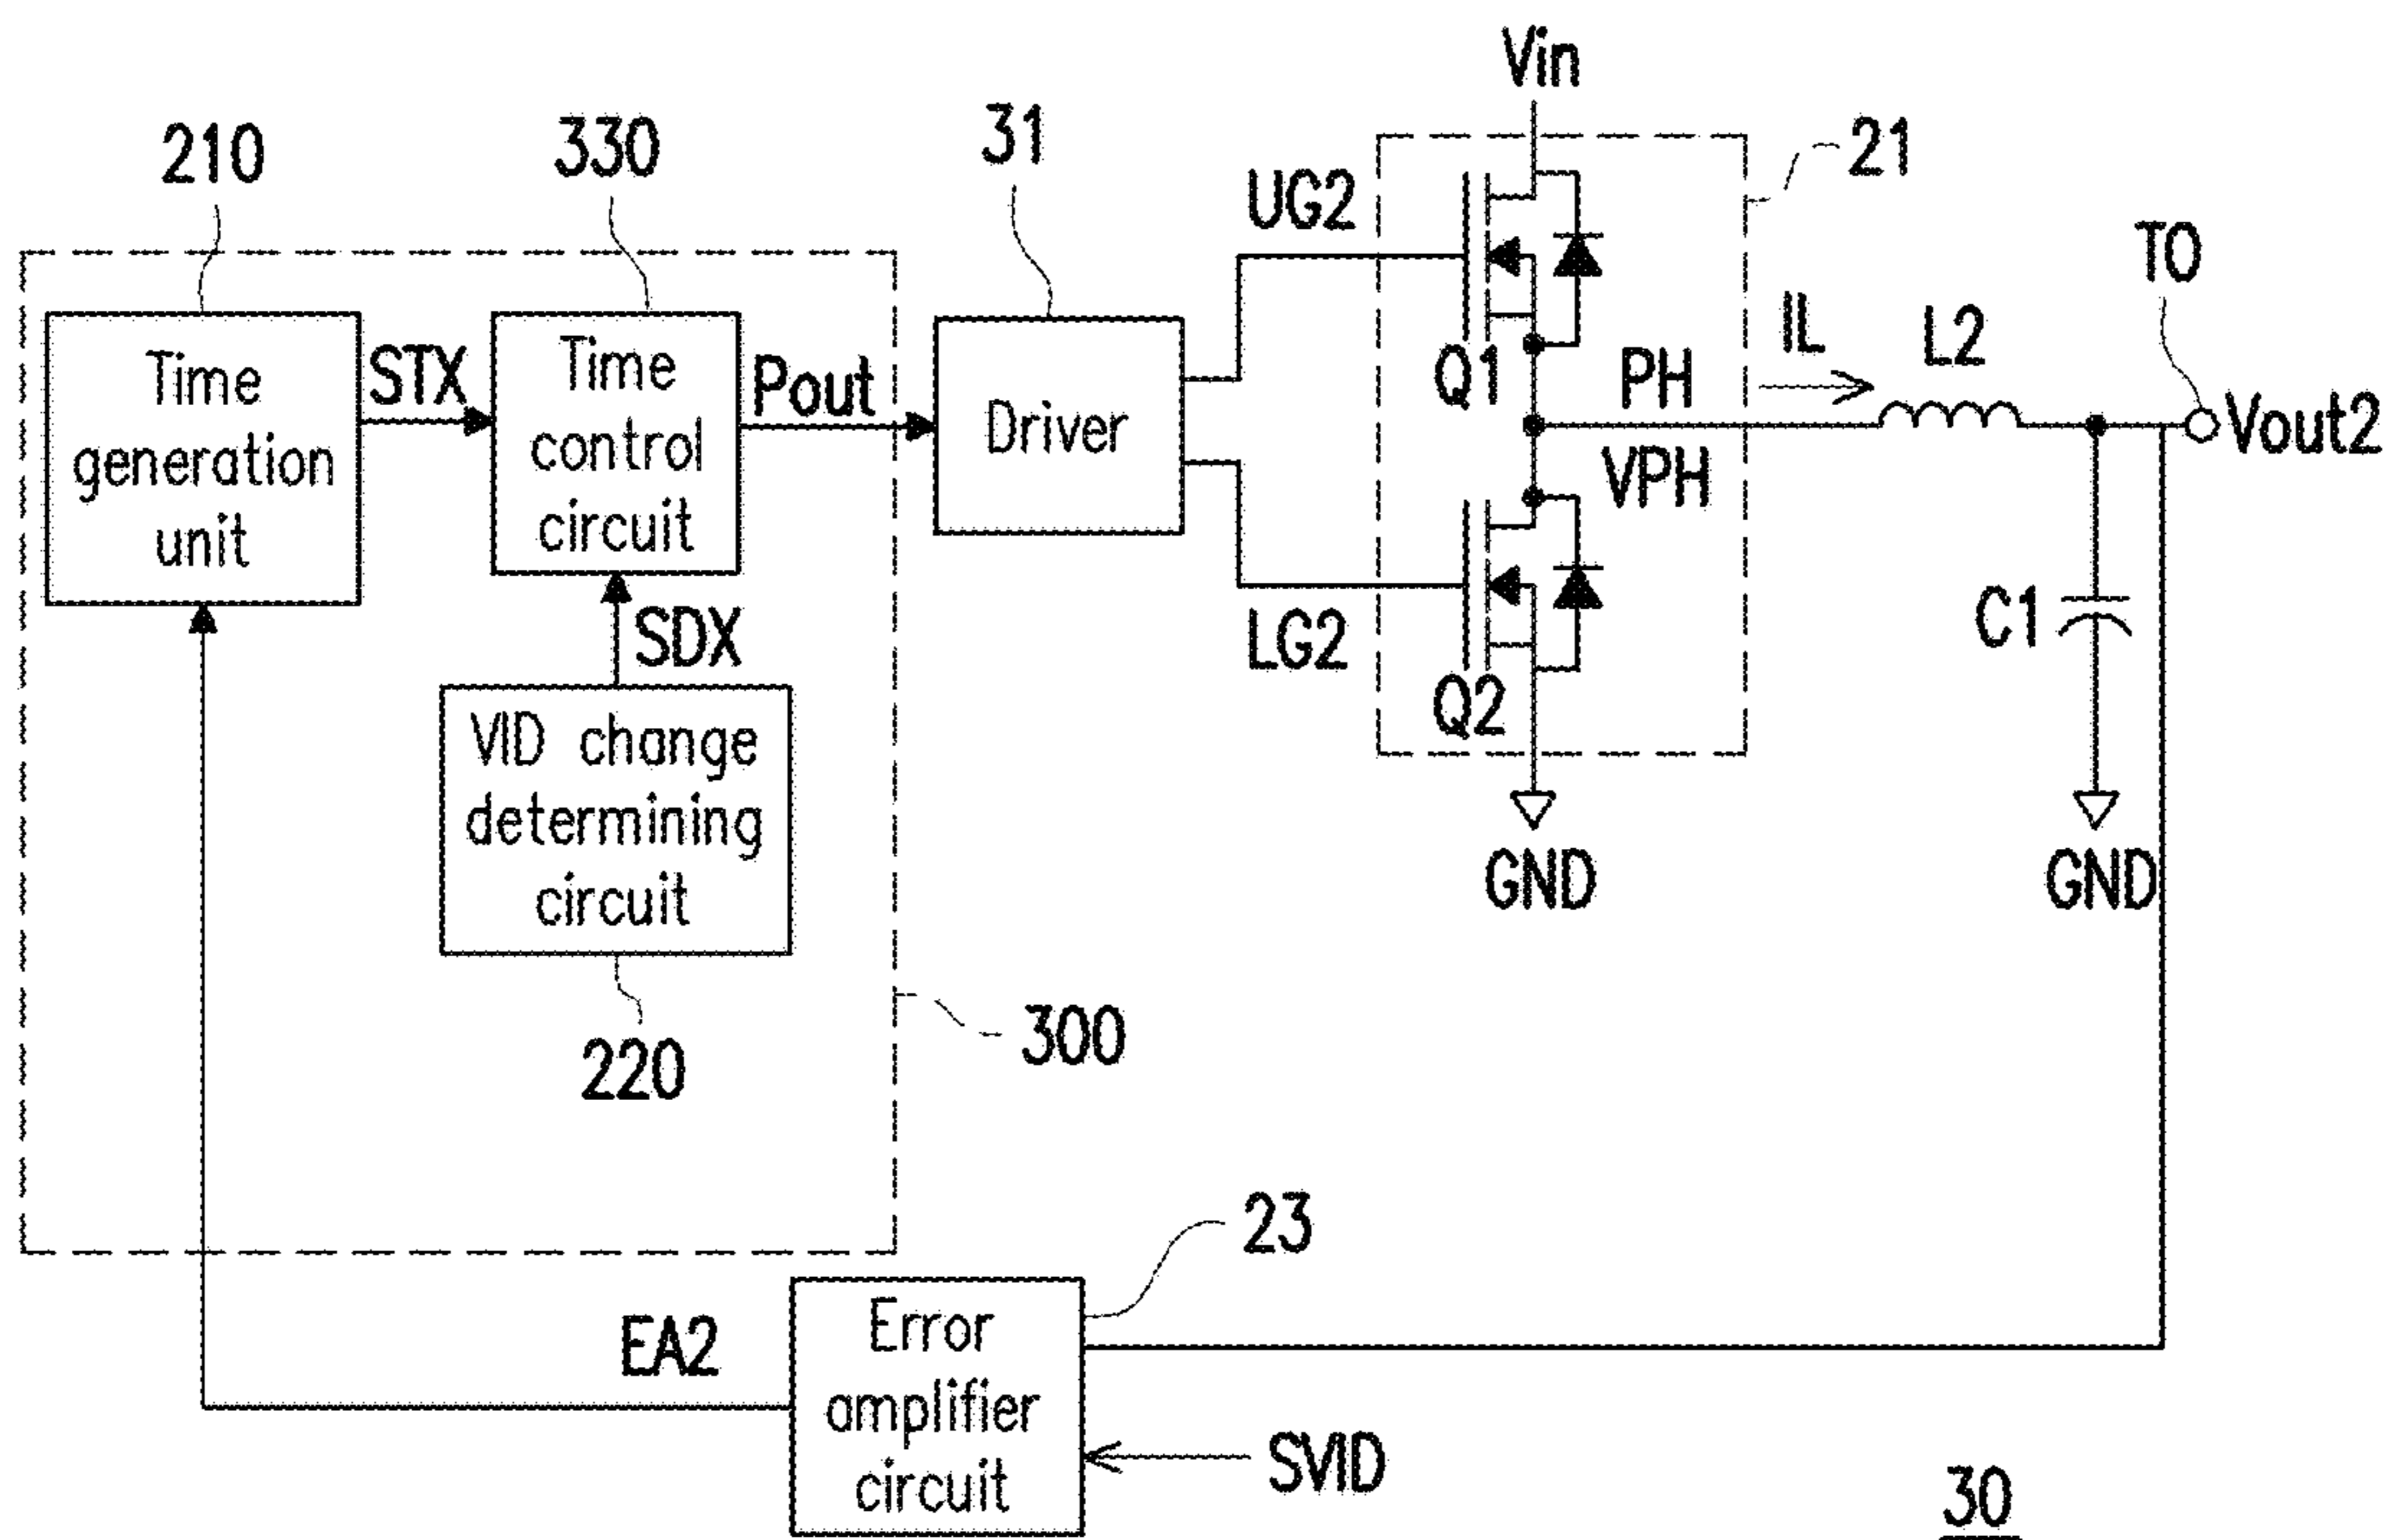 Vin
210
330
31
21
UG2
TO
Time
generation
unit
STX
Time
control
circuit
Pout
Driver
Q1
PH
IL
L2
Vout2
VPH
SDX
LG2
Q2
C1
VID change
determining
circuit
GND
GND
220
300
23
EA2
Error
amplifier
circuit
SVID
30